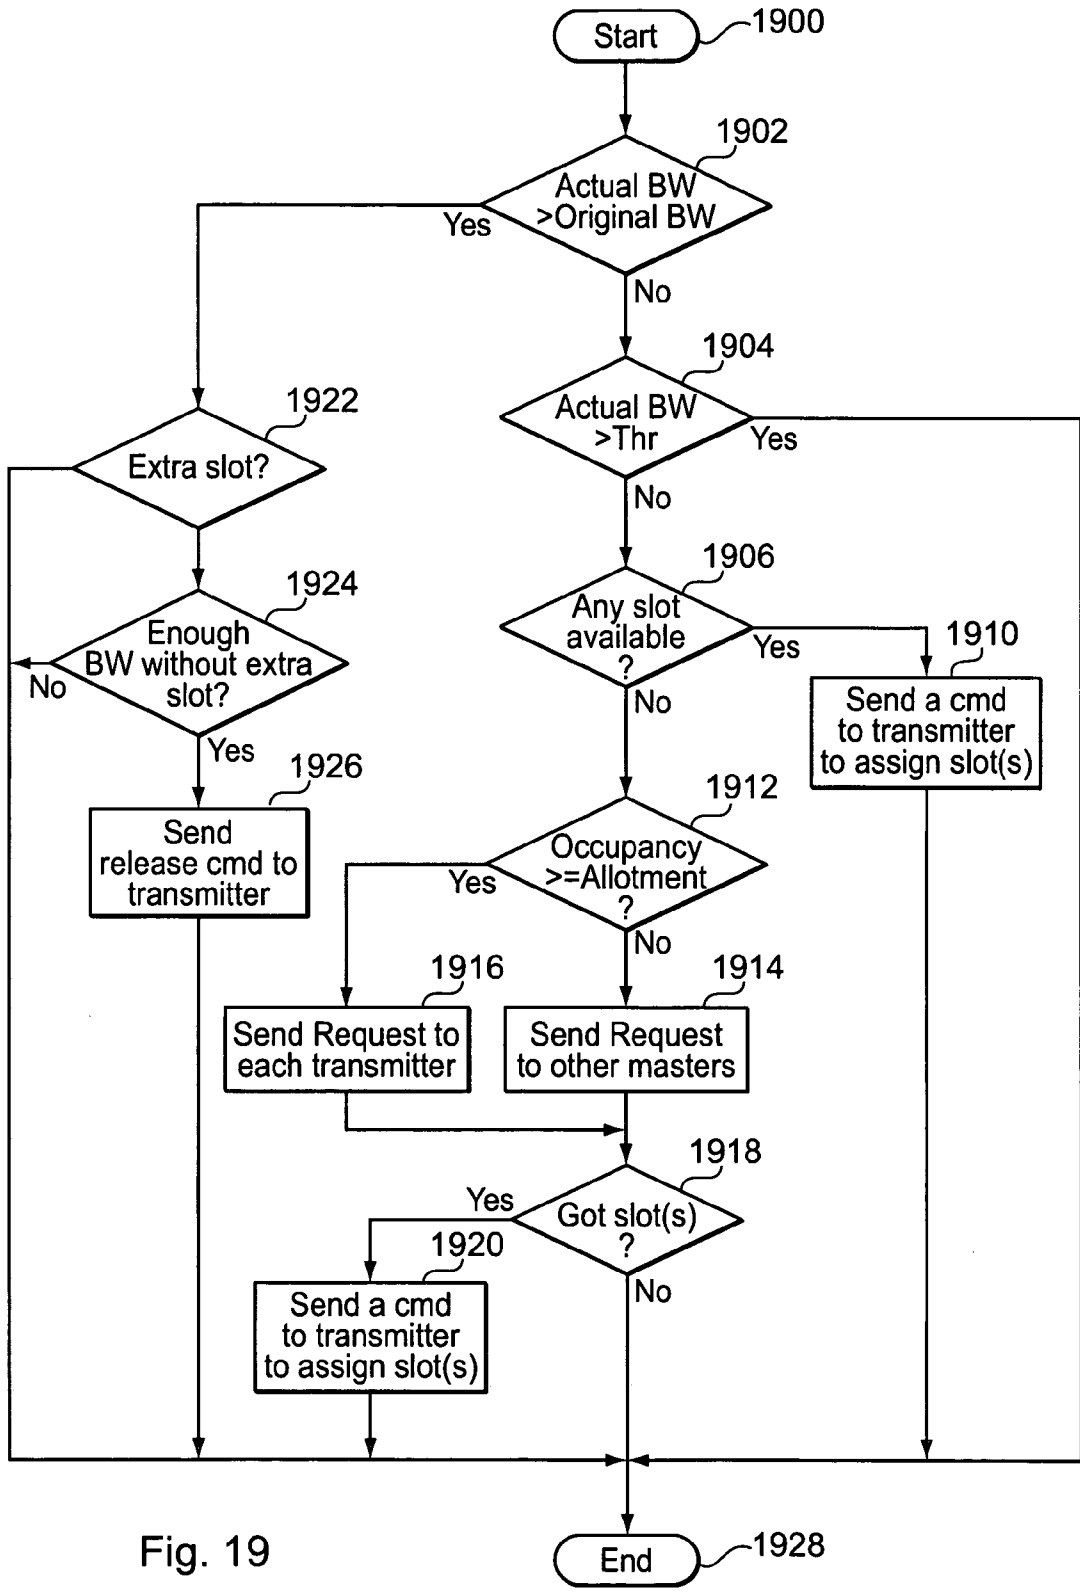 Start
1900
1902
Actual BW
>Original BW
Yes
No
1904
Actual BW
>Thr
Yes
No
1922
Extra slot?
1906
Any slot
available
?
Yes
No
1924
Enough
BW without extra
slot?
No
Yes
1910
Send a cmd
to transmitter
to assign slot(s)
1926
Send
release cmd to
transmitter
1912
Occupancy
>=Allotment
?
Yes
No
1916
Send Request to
each transmitter
1914
Send Request
to other masters
1918
Got slot(s)
?
Yes
No
1920
Send a cmd
to transmitter
to assign slot(s)
Fig. 19
End
1928